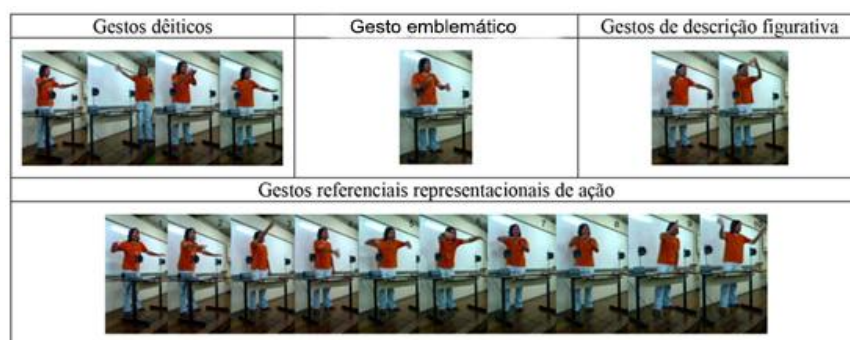 Gestos dêiticos
Gesto emblemático
Gestos de descrição figurativa
Gestos referenciais representacionais de ação